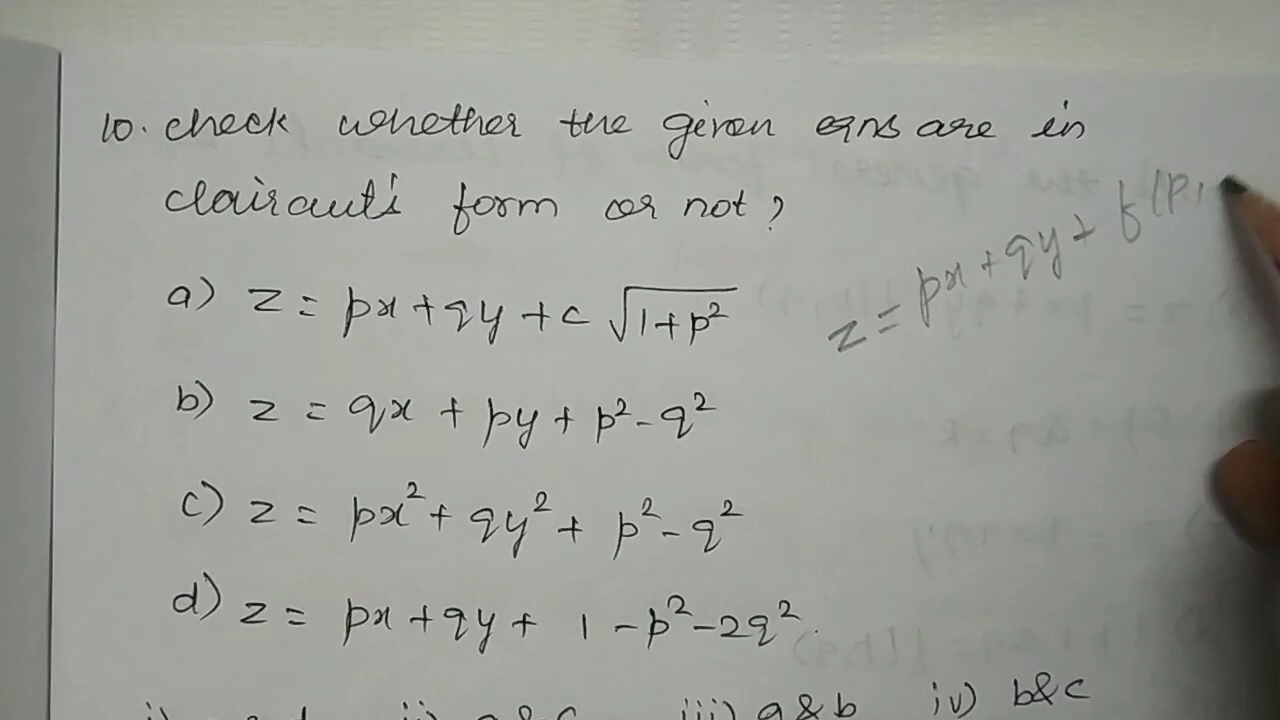 10. check whether the given eqns are in
clairaut's form or not?
z = px + qy + f(p,
a) z = px + qy + c √1+p²
b) z = qx + py + p² - q²
c) z = px² + qy² + p² - q²
d) z = px + qy + 1 - p² - 2q².
iii) a & b iv) b & c